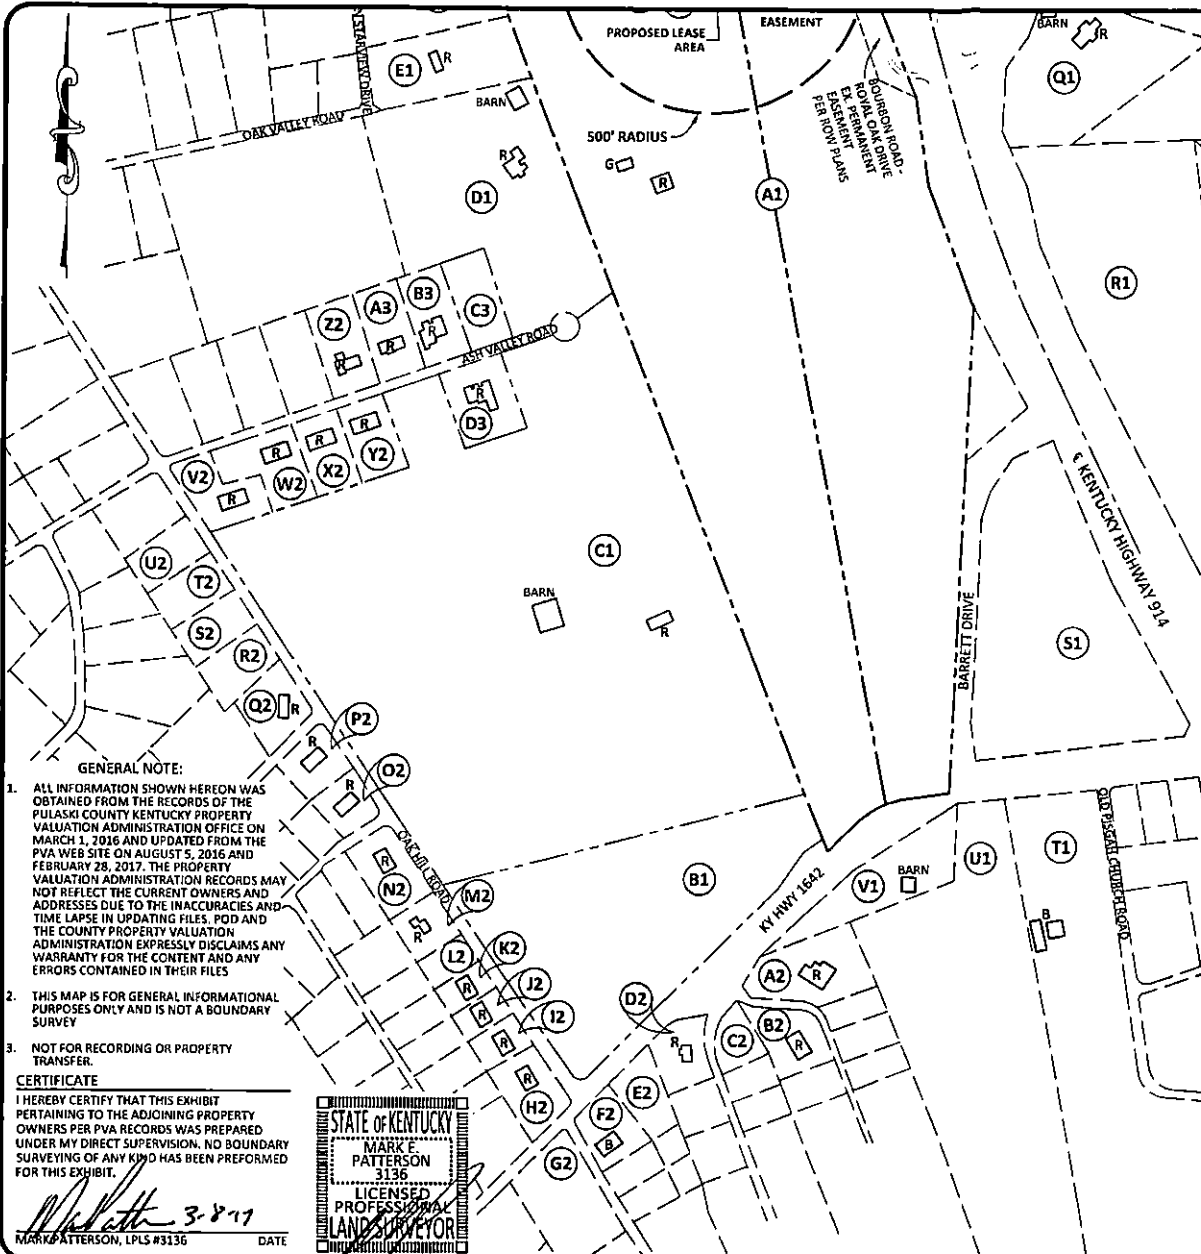 PROPOSED LEASE
AREA
EASEMENT
BARN
R
Q1
STARVIEW DRIVE
E1
R
BARN
OAK VALLEY ROAD
500' RADIUS
BOURBON ROAD -
ROYAL OAK DRIVE
EX. PERMANENT
EASEMENT
PER ROW PLANS
R
G
R
D1
A1
R1
Z2
A3
B3
C3
R
R
R
ASH VALLEY ROAD
R
D3
R
R
R
Y2
X2
W2
V2
R
C1
€ KENTUCKY HIGHWAY 914
U2
T2
BARN
R
S2
R2
BARRETT DRIVE
S1
Q2
R
P2
R
O2
R
GENERAL NOTE:
1. ALL INFORMATION SHOWN HEREON WAS
OBTAINED FROM THE RECORDS OF THE
PULASKI COUNTY KENTUCKY PROPERTY
VALUATION ADMINISTRATION OFFICE ON
MARCH 1, 2016 AND UPDATED FROM THE
PVA WEB SITE ON AUGUST 5, 2016 AND
FEBRUARY 28, 2017. THE PROPERTY
VALUATION ADMINISTRATION RECORDS MAY
NOT REFLECT THE CURRENT OWNERS AND
ADDRESSES DUE TO THE INACCURACIES AND
TIME LAPSE IN UPDATING FILES. POD AND
THE COUNTY PROPERTY VALUATION
ADMINISTRATION EXPRESSLY DISCLAIMS ANY
WARRANTY FOR THE CONTENT AND ANY
ERRORS CONTAINED IN THEIR FILES
2. THIS MAP IS FOR GENERAL INFORMATIONAL
PURPOSES ONLY AND IS NOT A BOUNDARY
SURVEY
3. NOT FOR RECORDING OR PROPERTY
TRANSFER.
OAK HILL ROAD
R
N2
M2
R
L2
K2
R
J2
R
I2
R
R
H2
B1
KY HWY 1642
V1
BARN
U1
T1
OLD PISGAH CHURCH ROAD
B
A2
R
D2
R
C2
B2
R
E2
F2
B
G2
CERTIFICATE
I HEREBY CERTIFY THAT THIS EXHIBIT
PERTAINING TO THE ADJOINING PROPERTY
OWNERS PER PVA RECORDS WAS PREPARED
UNDER MY DIRECT SUPERVISION. NO BOUNDARY
SURVEYING OF ANY KIND HAS BEEN PREFORMED
FOR THIS EXHIBIT.
3-8-17
MARK PATTERSON, LPLS #3136 DATE
STATE OF KENTUCKY
MARK E.
PATTERSON
3136
LICENSED
PROFESSIONAL
LAND SURVEYOR